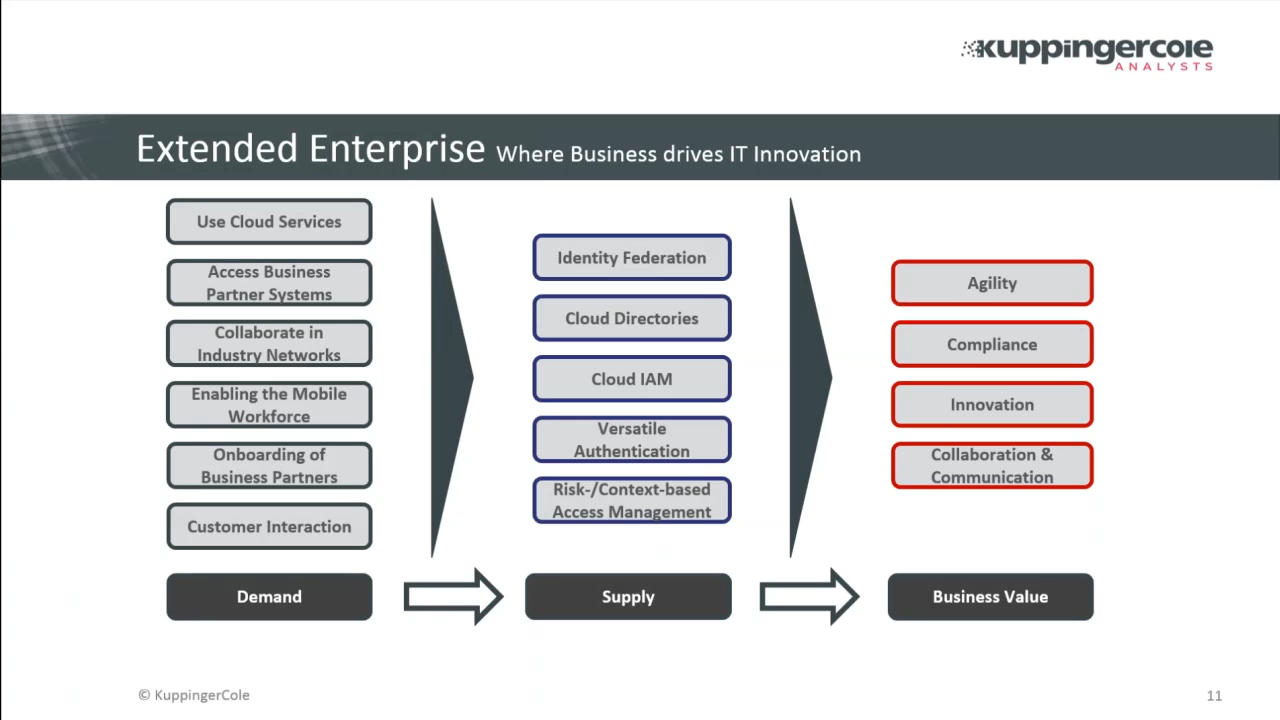 kuppingercole
ANALYSTS
Extended Enterprise Where Business drives IT Innovation
Use Cloud Services
Access Business
Partner Systems
Collaborate in
Industry Networks
Enabling the Mobile
Workforce
Onboarding of
Business Partners
Customer Interaction
Demand
Identity Federation
Cloud Directories
Cloud IAM
Versatile
Authentication
Risk-/Context-based
Access Management
Supply
Agility
Compliance
Innovation
Collaboration &
Communication
Business Value
© KuppingerCole
11